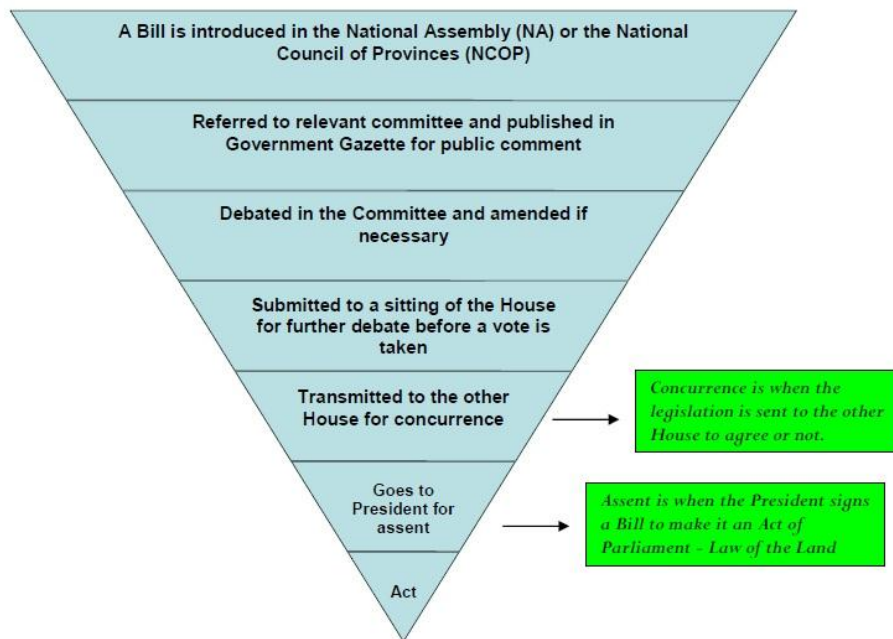 A Bill is introduced in the National Assembly (NA) or the National
Council of Provinces (NCOP)
Referred to relevant committee and published in
Government Gazette for public comment
Debated in the Committee and amended if
necessary
Submitted to a sitting of the House
for further debate before a vote is
taken
Transmitted to the other
House for concurrence
Concurrence is when the
legislation is sent to the other
House to agree or not.
Goes to
President for
assent
Assent is when the President signs
a Bill to make it an Act of
Parliament - Law of the Land
Act